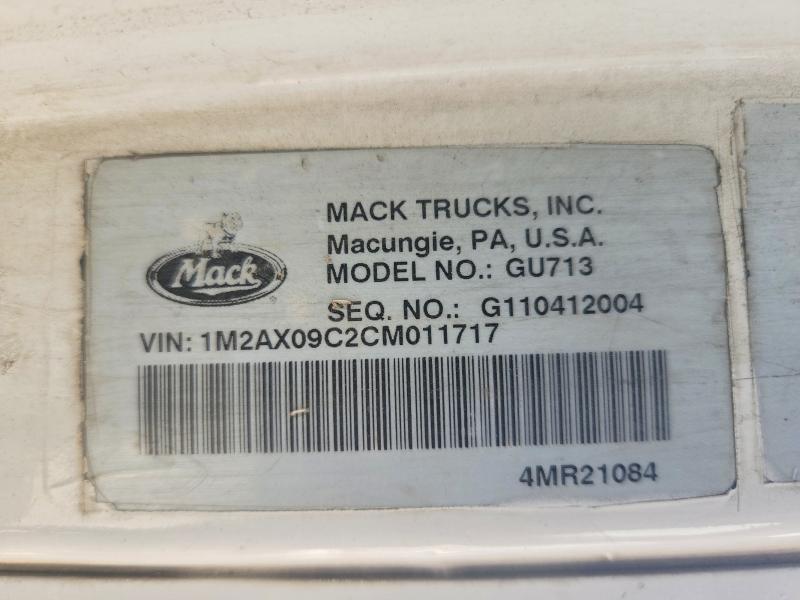 Mack
MACK TRUCKS, INC.
Macungie, PA, U.S.A.
MODEL NO.: GU713
SEQ. NO.: G110412004
VIN: 1M2AX09C2CM011717
4MR21084